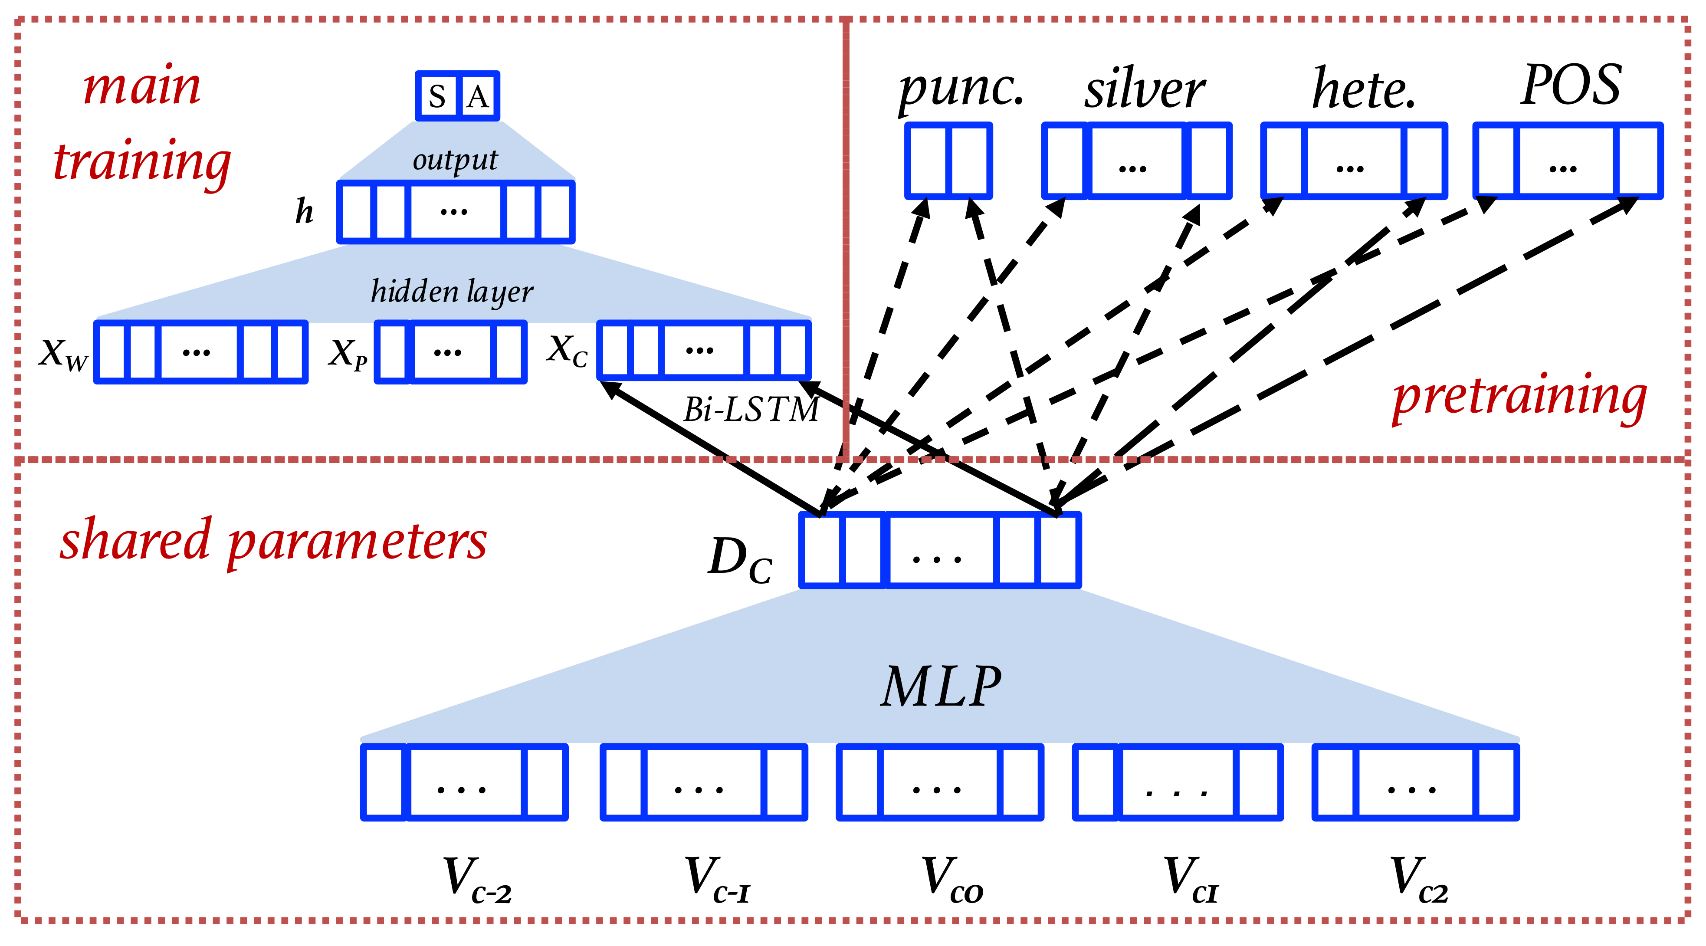 main
training
S A
output
h
...
hidden layer
X_W ... X_P ... X_C ...
Bi-LSTM
punc. silver hete. POS
... ... ...
pretraining
shared parameters
D_C ...
MLP
... ... ... ... ...
V_c-2 V_c-1 V_c0 V_c1 V_c2